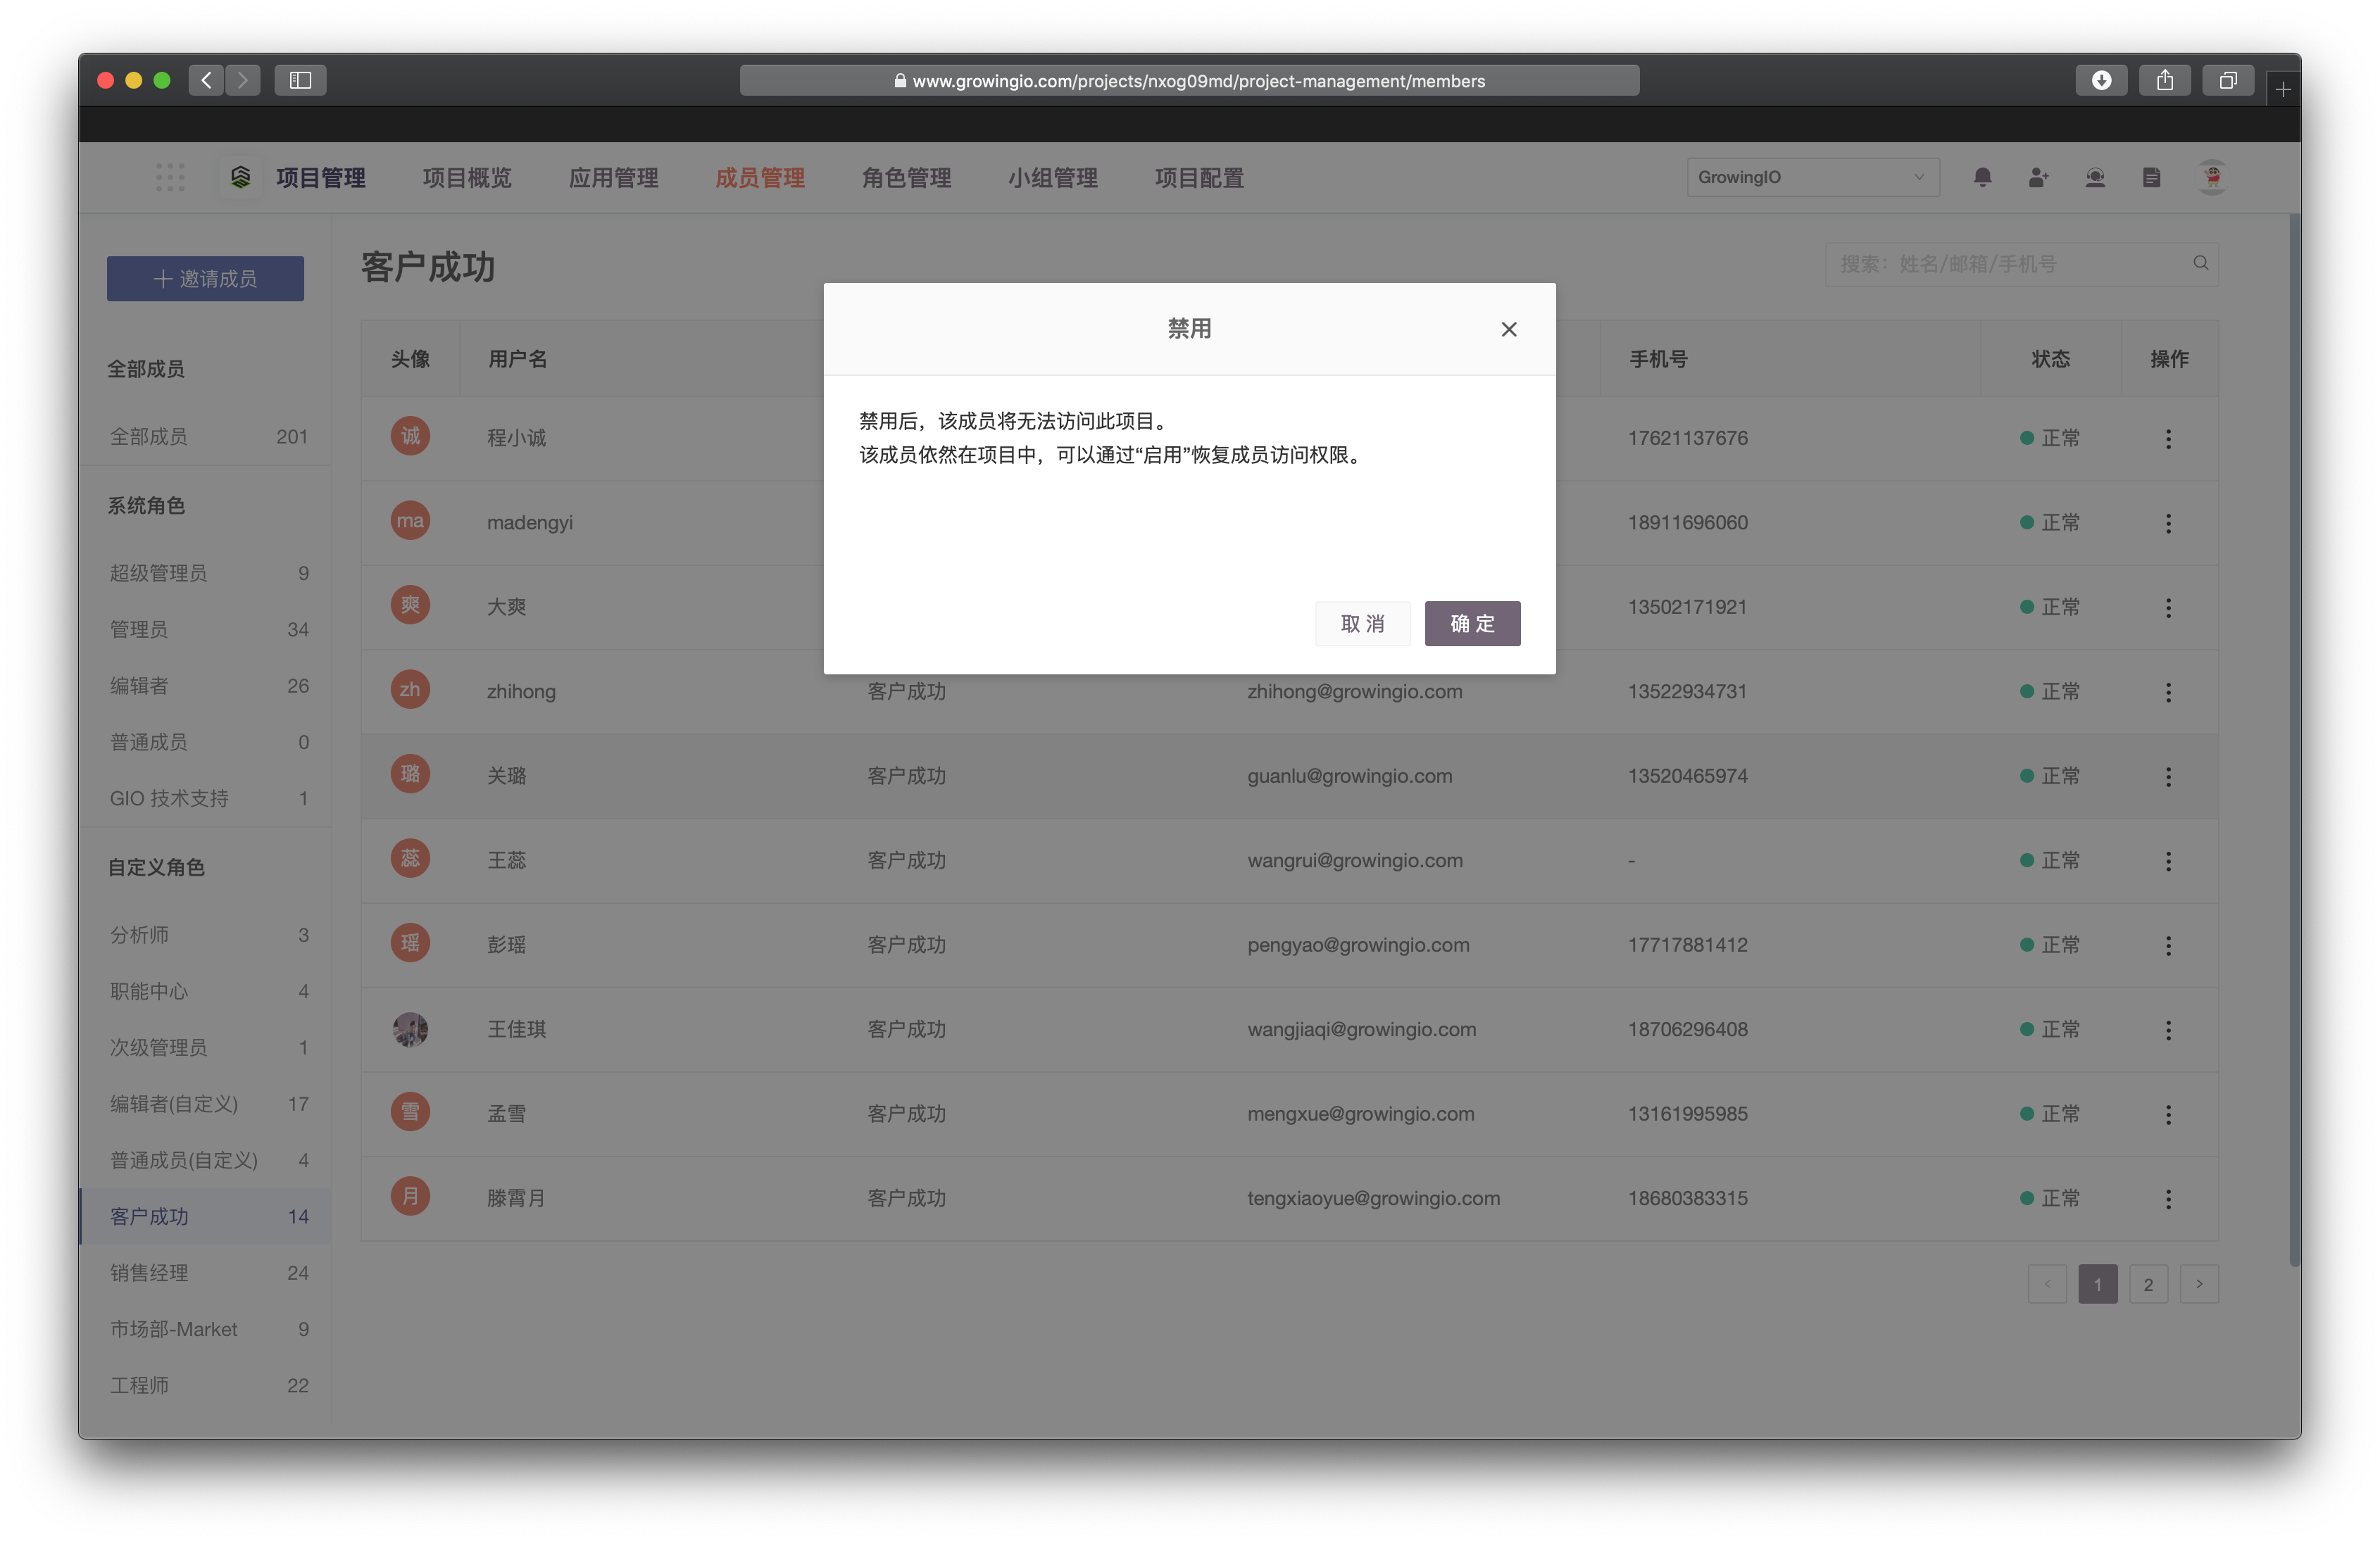 www.growingio.com/projects/nxog09md/project-management/members
项目管理 项目概览 应用管理 成员管理 角色管理 小组管理 项目配置 GrowingIO
邀请成员
全部成员
全部成员 201
系统角色
超级管理员 9
管理员 34
编辑者 26
普通成员 0
GIO 技术支持 1
自定义角色
分析师 3
职能中心 4
次级管理员 1
编辑者(自定义) 17
普通成员(自定义) 4
客户成功 14
销售经理 24
市场部-Market 9
工程师 22
客户成功
搜索：姓名/邮箱/手机号
头像 用户名 手机号 状态 操作
诚 程小诚 17621137676 正常
ma madengyi 18911696060 正常
爽 大爽 13502171921 正常
zh zhihong 客户成功 zhihong@growingio.com 13522934731 正常
璐 关璐 客户成功 guanlu@growingio.com 13520465974 正常
蕊 王蕊 客户成功 wangrui@growingio.com - 正常
瑶 彭瑶 客户成功 pengyao@growingio.com 17717881412 正常
王佳琪 客户成功 wangjiaqi@growingio.com 18706296408 正常
雪 孟雪 客户成功 mengxue@growingio.com 13161995985 正常
月 滕霄月 客户成功 tengxiaoyue@growingio.com 18680383315 正常
1 2
禁用
禁用后，该成员将无法访问此项目。
该成员依然在项目中，可以通过“启用”恢复成员访问权限。
取 消 确 定